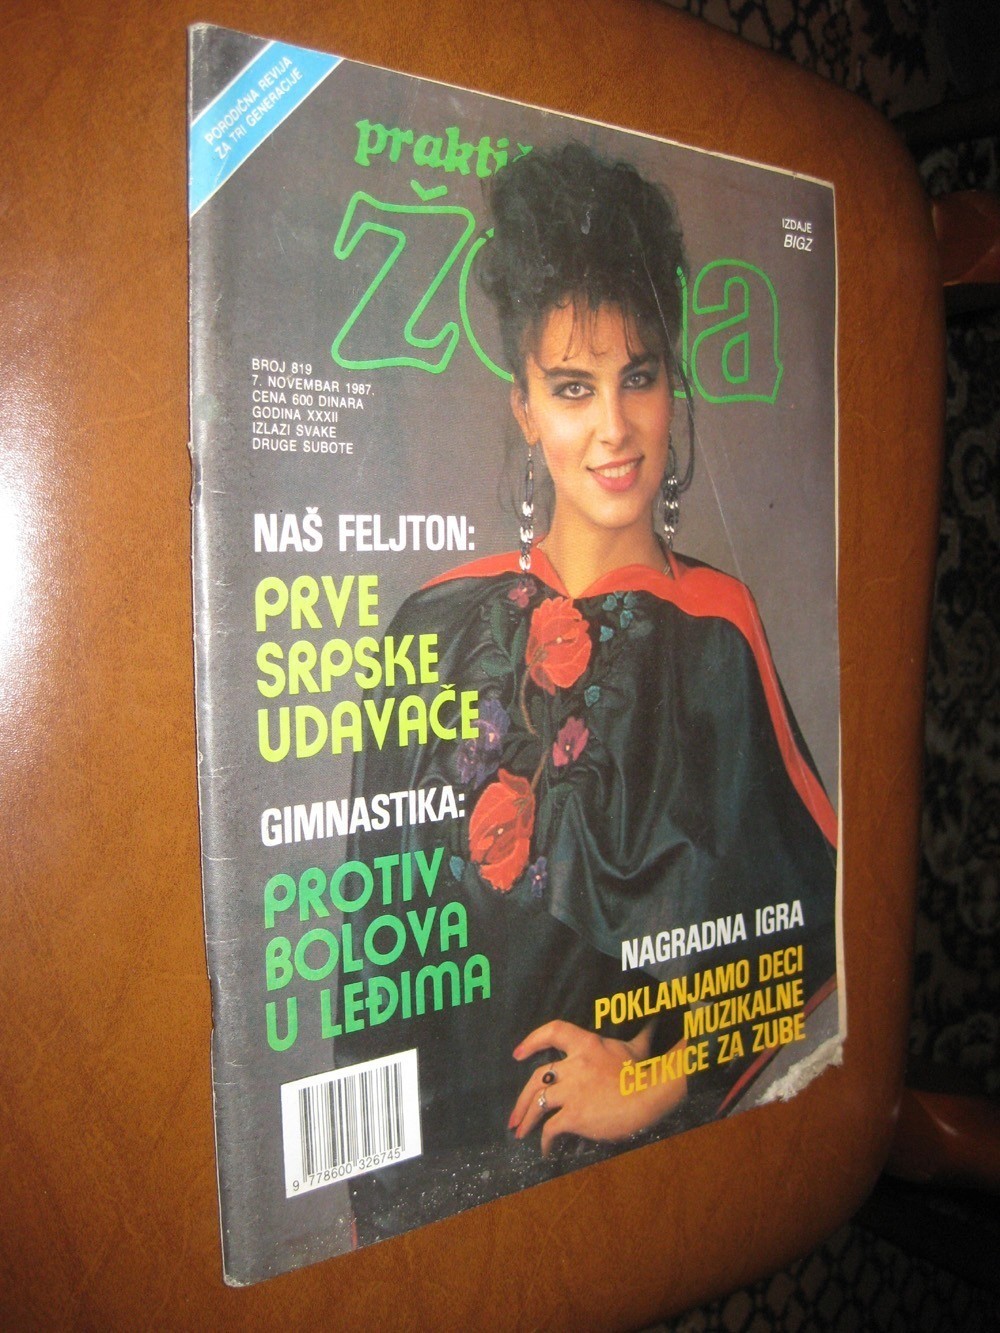 PORODIČNA REVIJA
ZA TRI GENERACIJE
prakti
Ž na
IZDAJE
BIGZ
BROJ 819
7. NOVEMBAR 1987.
CENA 600 DINARA
GODINA XXXII
IZLAZI SVAKE
DRUGE SUBOTE
NAŠ FELJTON:
PRVE
SRPSKE
UDAVAČE
GIMNASTIKA:
PROTIV
BOLOVA
U LEĐIMA
NAGRADNA IGRA
POKLANJAMO DECI
MUZIKALNE
ČETKICE ZA ZUBE
9 778600 326745